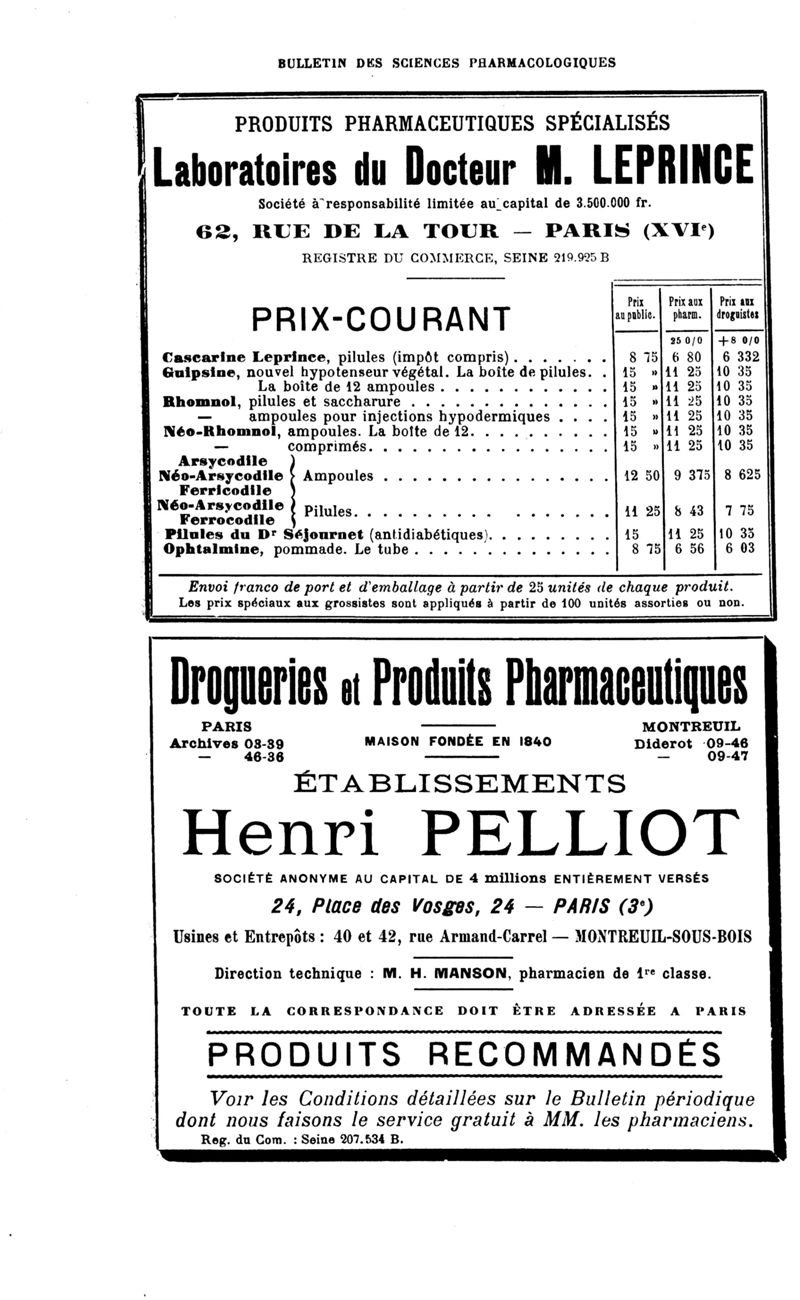 BULLETIN DES SCIENCES PHARMACOLOGIQUES
PRODUITS PHARMACEUTIQUES SPÉCIALISÉS
Laboratoires du Docteur M. LEPRINCE
Société à responsabilité limitée au capital de 3.500.000 fr.
62, RUE DE LA TOUR — PARIS (XVIe)
REGISTRE DU COMMERCE, SEINE 219.925 B
PRIX-COURANT
Prix au public. Prix aux pharm. Prix aux droguistes
25 0/0 +8 0/0
Cascarine Leprince, pilules (impôt compris) . . . . . . . 8 75 6 80 6 332
Guipsine, nouvel hypotenseur végétal. La boîte de pilules. . 15 » 11 25 10 35
La boîte de 12 ampoules . . . . . . . . . . . . 15 » 11 25 10 35
Rhomnol, pilules et saccharure . . . . . . . . . . . . . . 15 » 11 25 10 35
— ampoules pour injections hypodermiques . . . . 15 » 11 25 10 35
Néo-Rhomnol, ampoules. La boîte de 12. . . . . . . . . . 15 » 11 25 10 35
— comprimés. . . . . . . . . . . . . . . . . 15 » 11 25 10 35
Arsycodile
Néo-Arsycodile } Ampoules . . . . . . . . . . . . . . . . 12 50 9 375 8 625
Ferricodile
Néo-Arsycodile } Pilules. . . . . . . . . . . . . . . . 11 25 8 43 7 75
Ferrocodile
Pilules du Dr Séjournet (antidiabétiques). . . . . . . . . 15 11 25 10 35
Ophtalmine, pommade. Le tube . . . . . . . . . . . . . . 8 75 6 56 6 03
Envoi franco de port et d'emballage à partir de 25 unités de chaque produit.
Les prix spéciaux aux grossistes sont appliqués à partir de 100 unités assorties ou non.
Drogueries et Produits Pharmaceutiques
PARIS MONTREUIL
Archives 03-39 MAISON FONDÉE EN 1840 Diderot 09-46
— 46-36 — 09-47
ÉTABLISSEMENTS
Henri PELLIOT
SOCIÉTÉ ANONYME AU CAPITAL DE 4 millions ENTIÈREMENT VERSÉS
24, Place des Vosges, 24 — PARIS (3e)
Usines et Entrepôts : 40 et 42, rue Armand-Carrel — MONTREUIL-SOUS-BOIS
Direction technique : M. H. MANSON, pharmacien de 1re classe.
TOUTE LA CORRESPONDANCE DOIT ÊTRE ADRESSÉE A PARIS
PRODUITS RECOMMANDÉS
Voir les Conditions détaillées sur le Bulletin périodique
dont nous faisons le service gratuit à MM. les pharmaciens.
Reg. du Com. : Seine 207.534 B.